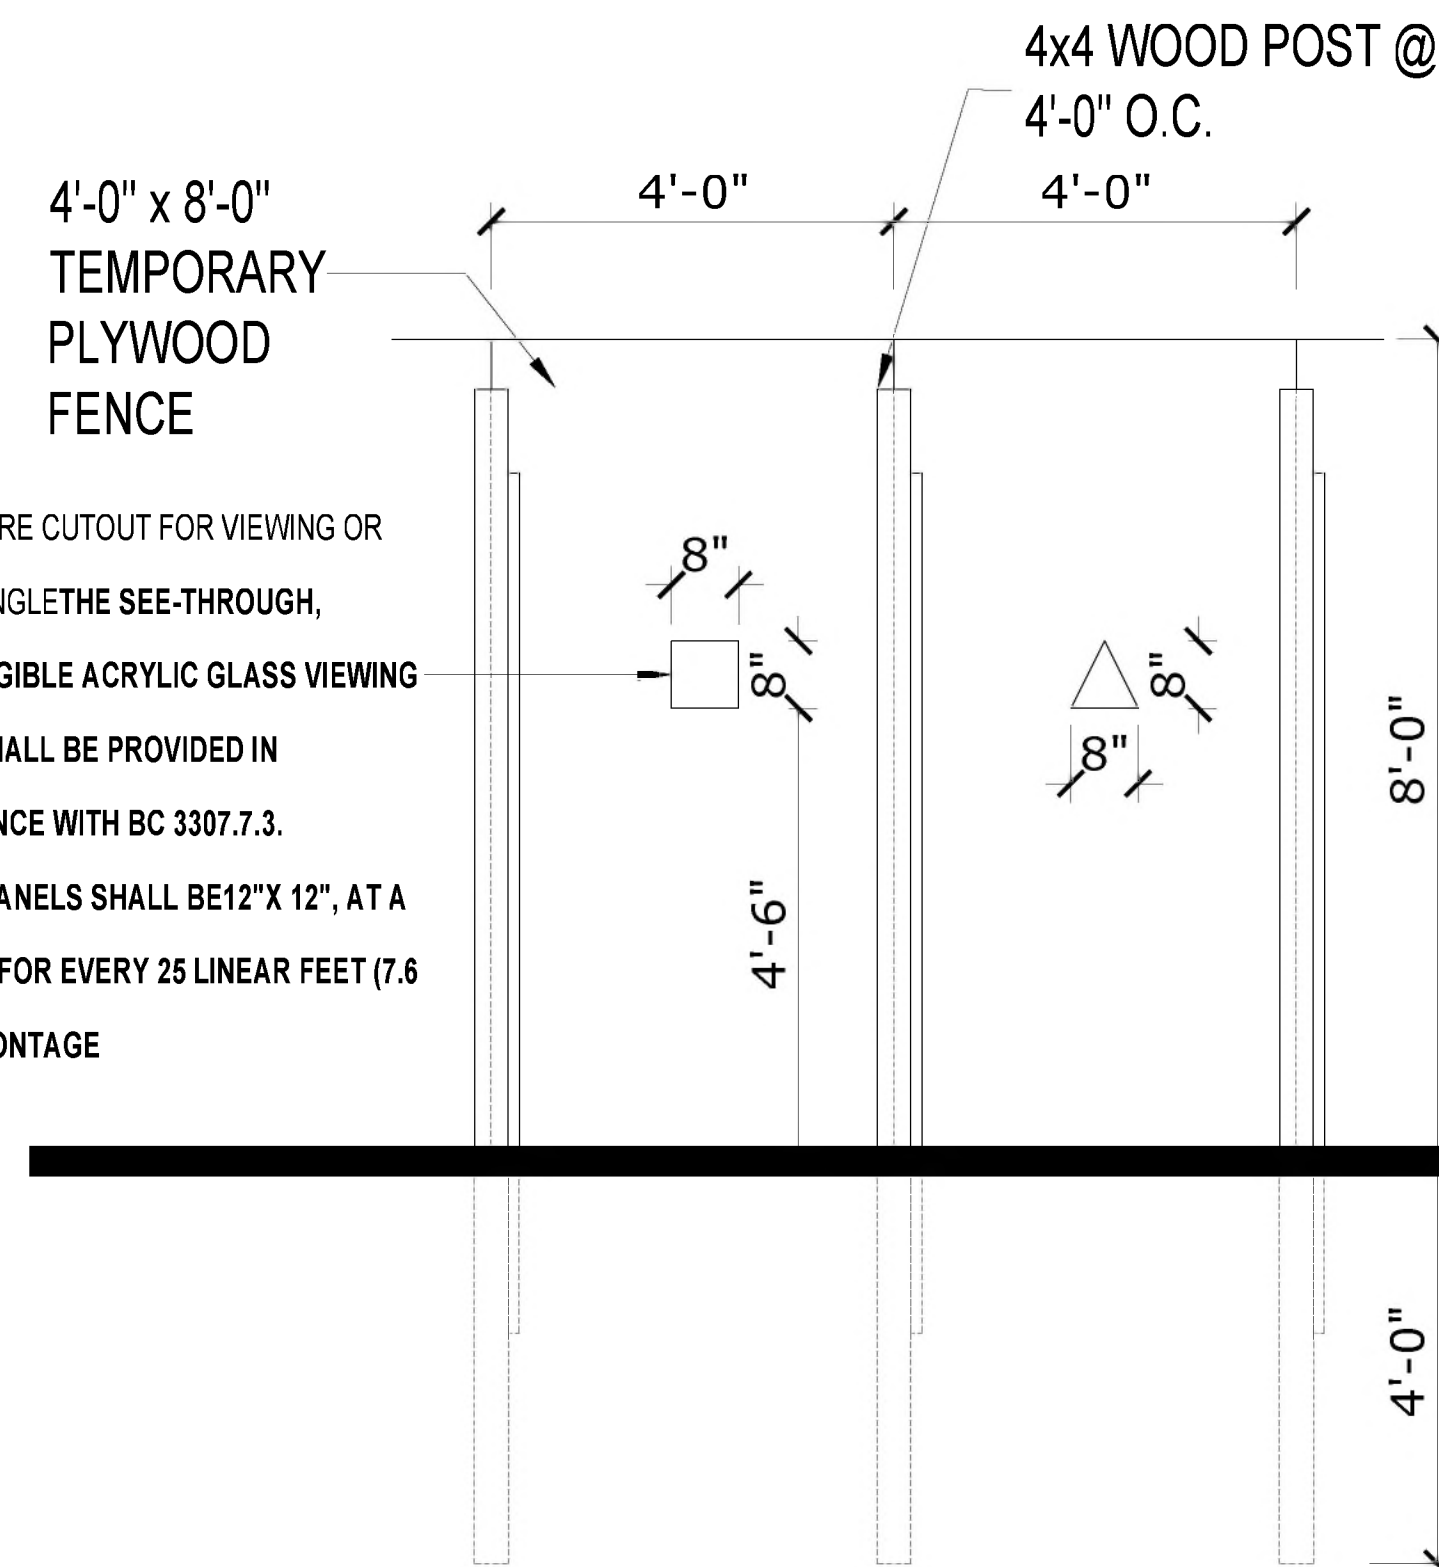 4x4 WOOD POST @
4'-0" O.C.
4'-0" 4'-0"
4'-0" x 8'-0"
TEMPORARY
PLYWOOD
FENCE
RE CUTOUT FOR VIEWING OR
NGLETHE SEE-THROUGH,
GIBLE ACRYLIC GLASS VIEWING
HALL BE PROVIDED IN
NCE WITH BC 3307.7.3.
ANELS SHALL BE12"X 12", AT A
FOR EVERY 25 LINEAR FEET (7.6
ONTAGE
8"
8"
8"
8"
4'-6"
8'-0"
4'-0"